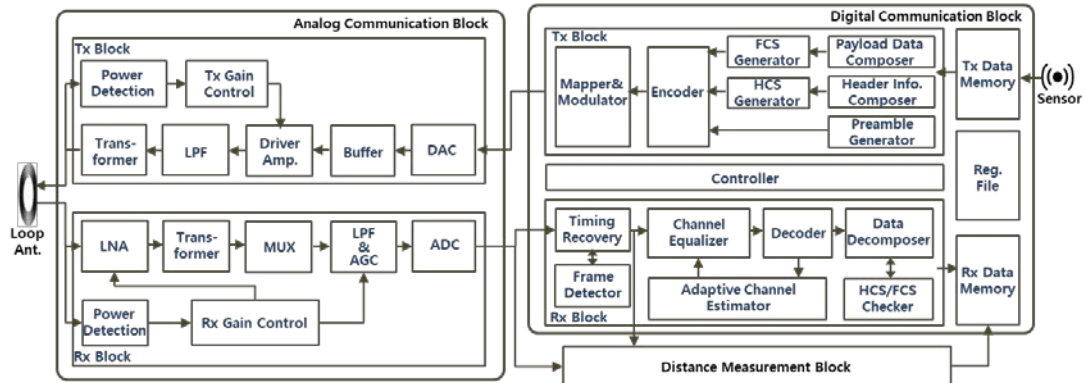 Analog Communication Block
Tx Block
Power
Detection
Tx Gain
Control
Trans-
former
LPF
Driver
Amp.
Buffer
DAC
Loop
Ant.
LNA
Trans-
former
MUX
LPF
&
AGC
ADC
Power
Detection
Rx Gain Control
Rx Block
Digital Communication Block
Tx Block
Mapper&
Modulator
Encoder
FCS
Generator
Payload Data
Composer
HCS
Generator
Header Info.
Composer
Preamble
Generator
Tx Data
Memory
Sensor
Controller
Reg.
File
Timing
Recovery
Channel
Equalizer
Decoder
Data
Decomposer
Frame
Detector
Adaptive Channel
Estimator
HCS/FCS
Checker
Rx Block
Rx Data
Memory
Distance Measurement Block